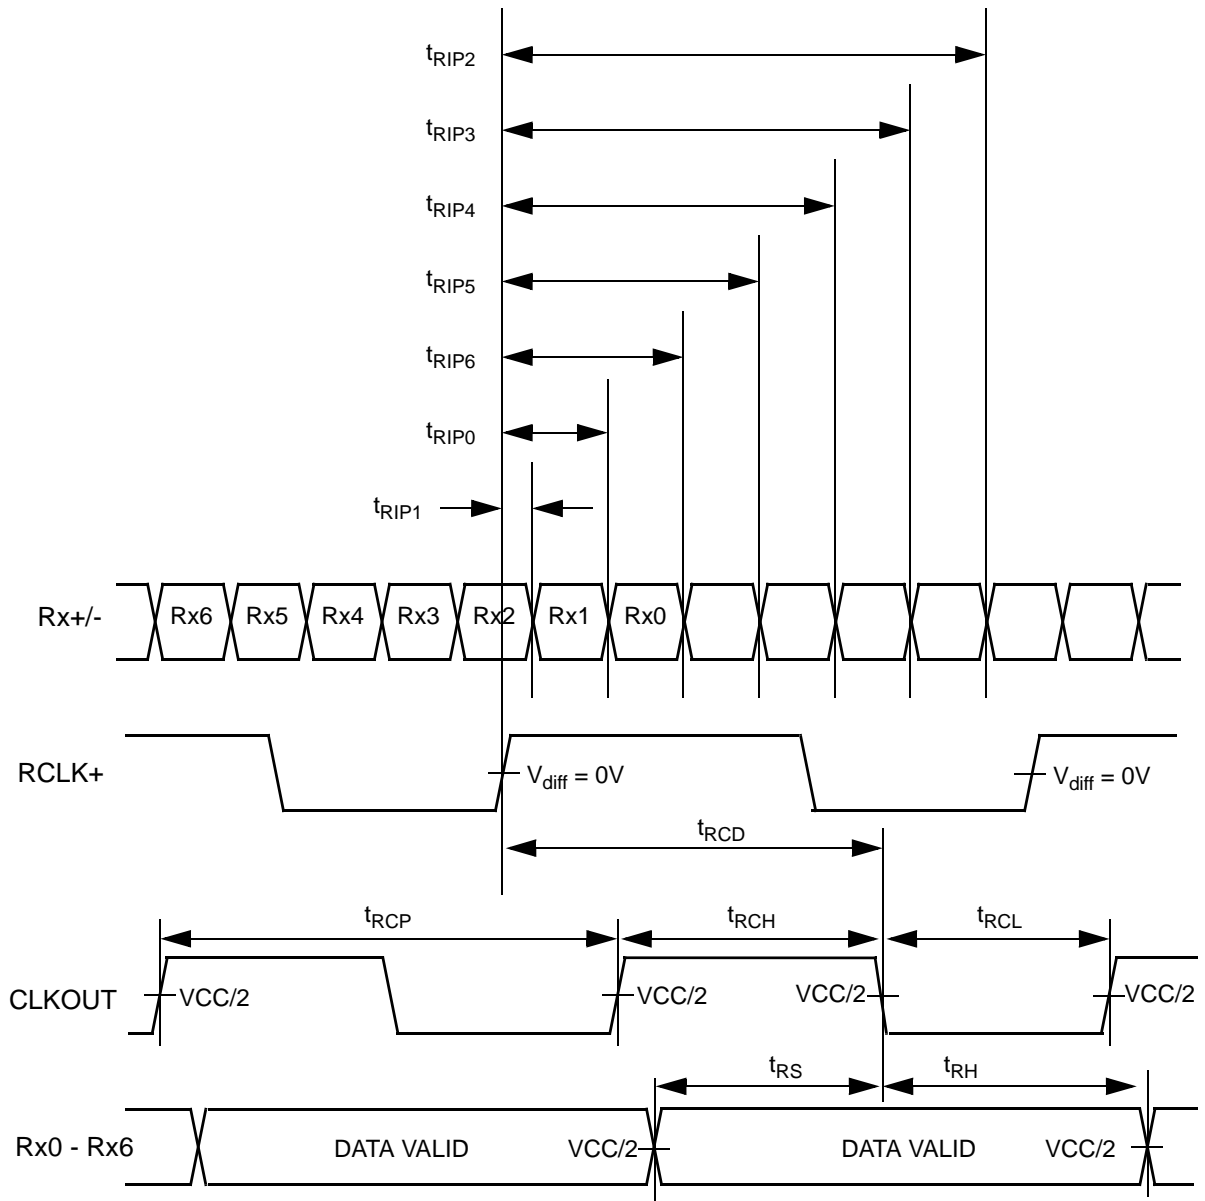 tRIP2
tRIP3
tRIP4
tRIP5
tRIP6
tRIP0
tRIP1
Rx+/- Rx6 Rx5 Rx4 Rx3 Rx2 Rx1 Rx0
RCLK+ Vdiff = 0V Vdiff = 0V
tRCD
tRCP tRCH tRCL
CLKOUT VCC/2 VCC/2 VCC/2 VCC/2
tRS tRH
Rx0 - Rx6 DATA VALID VCC/2 DATA VALID VCC/2